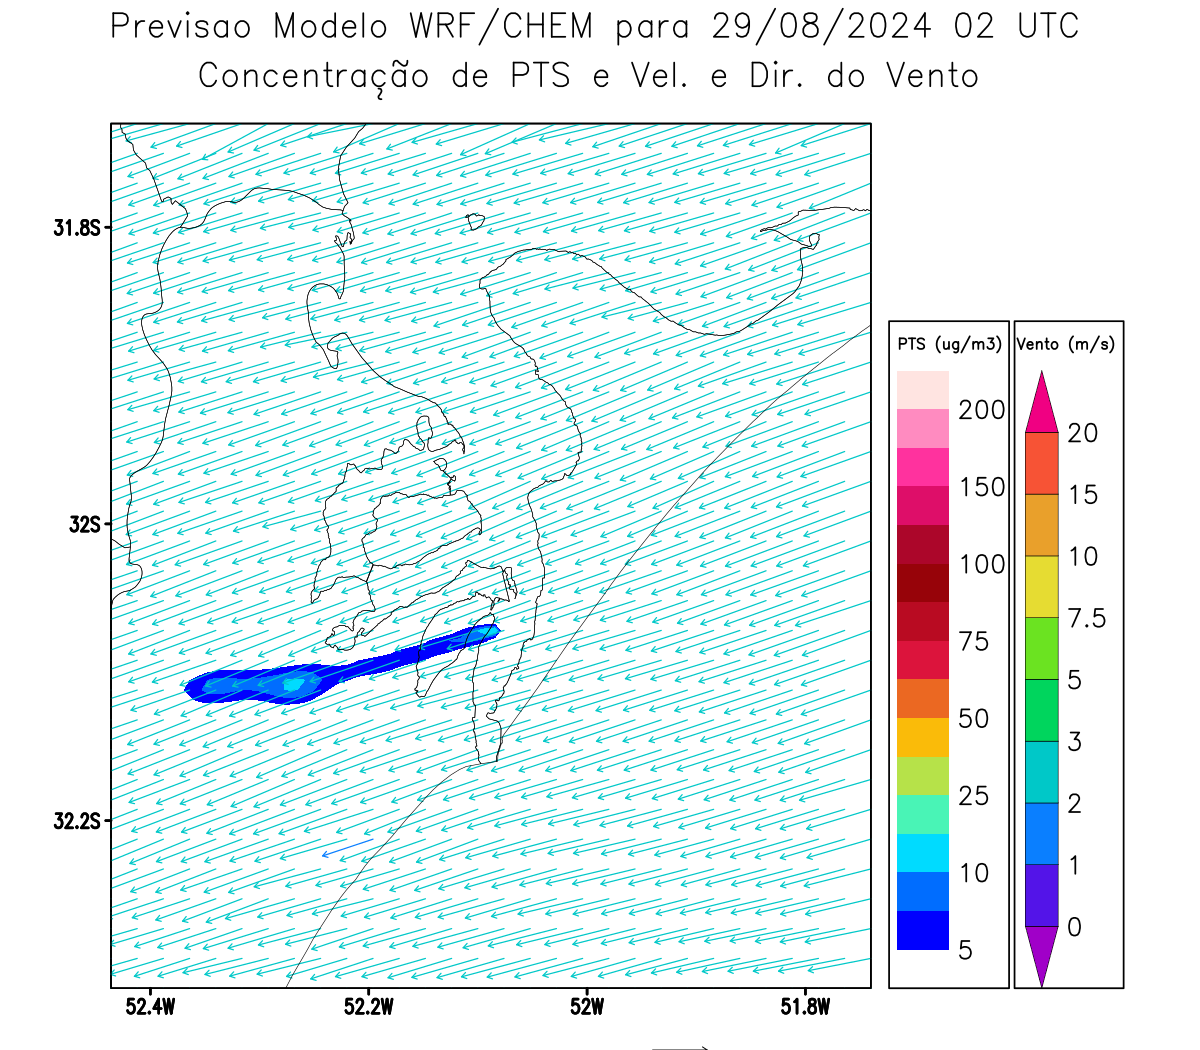 Previsao Modelo WRF/CHEM para 29/08/2024 02 UTC
Concentração de PTS e Vel. e Dir. do Vento
31.8S
32S
32.2S
52.4W
52.2W
52W
51.8W
PTS (ug/m3)
200
150
100
75
50
25
10
5
Vento (m/s)
20
15
10
7.5
5
3
2
1
0